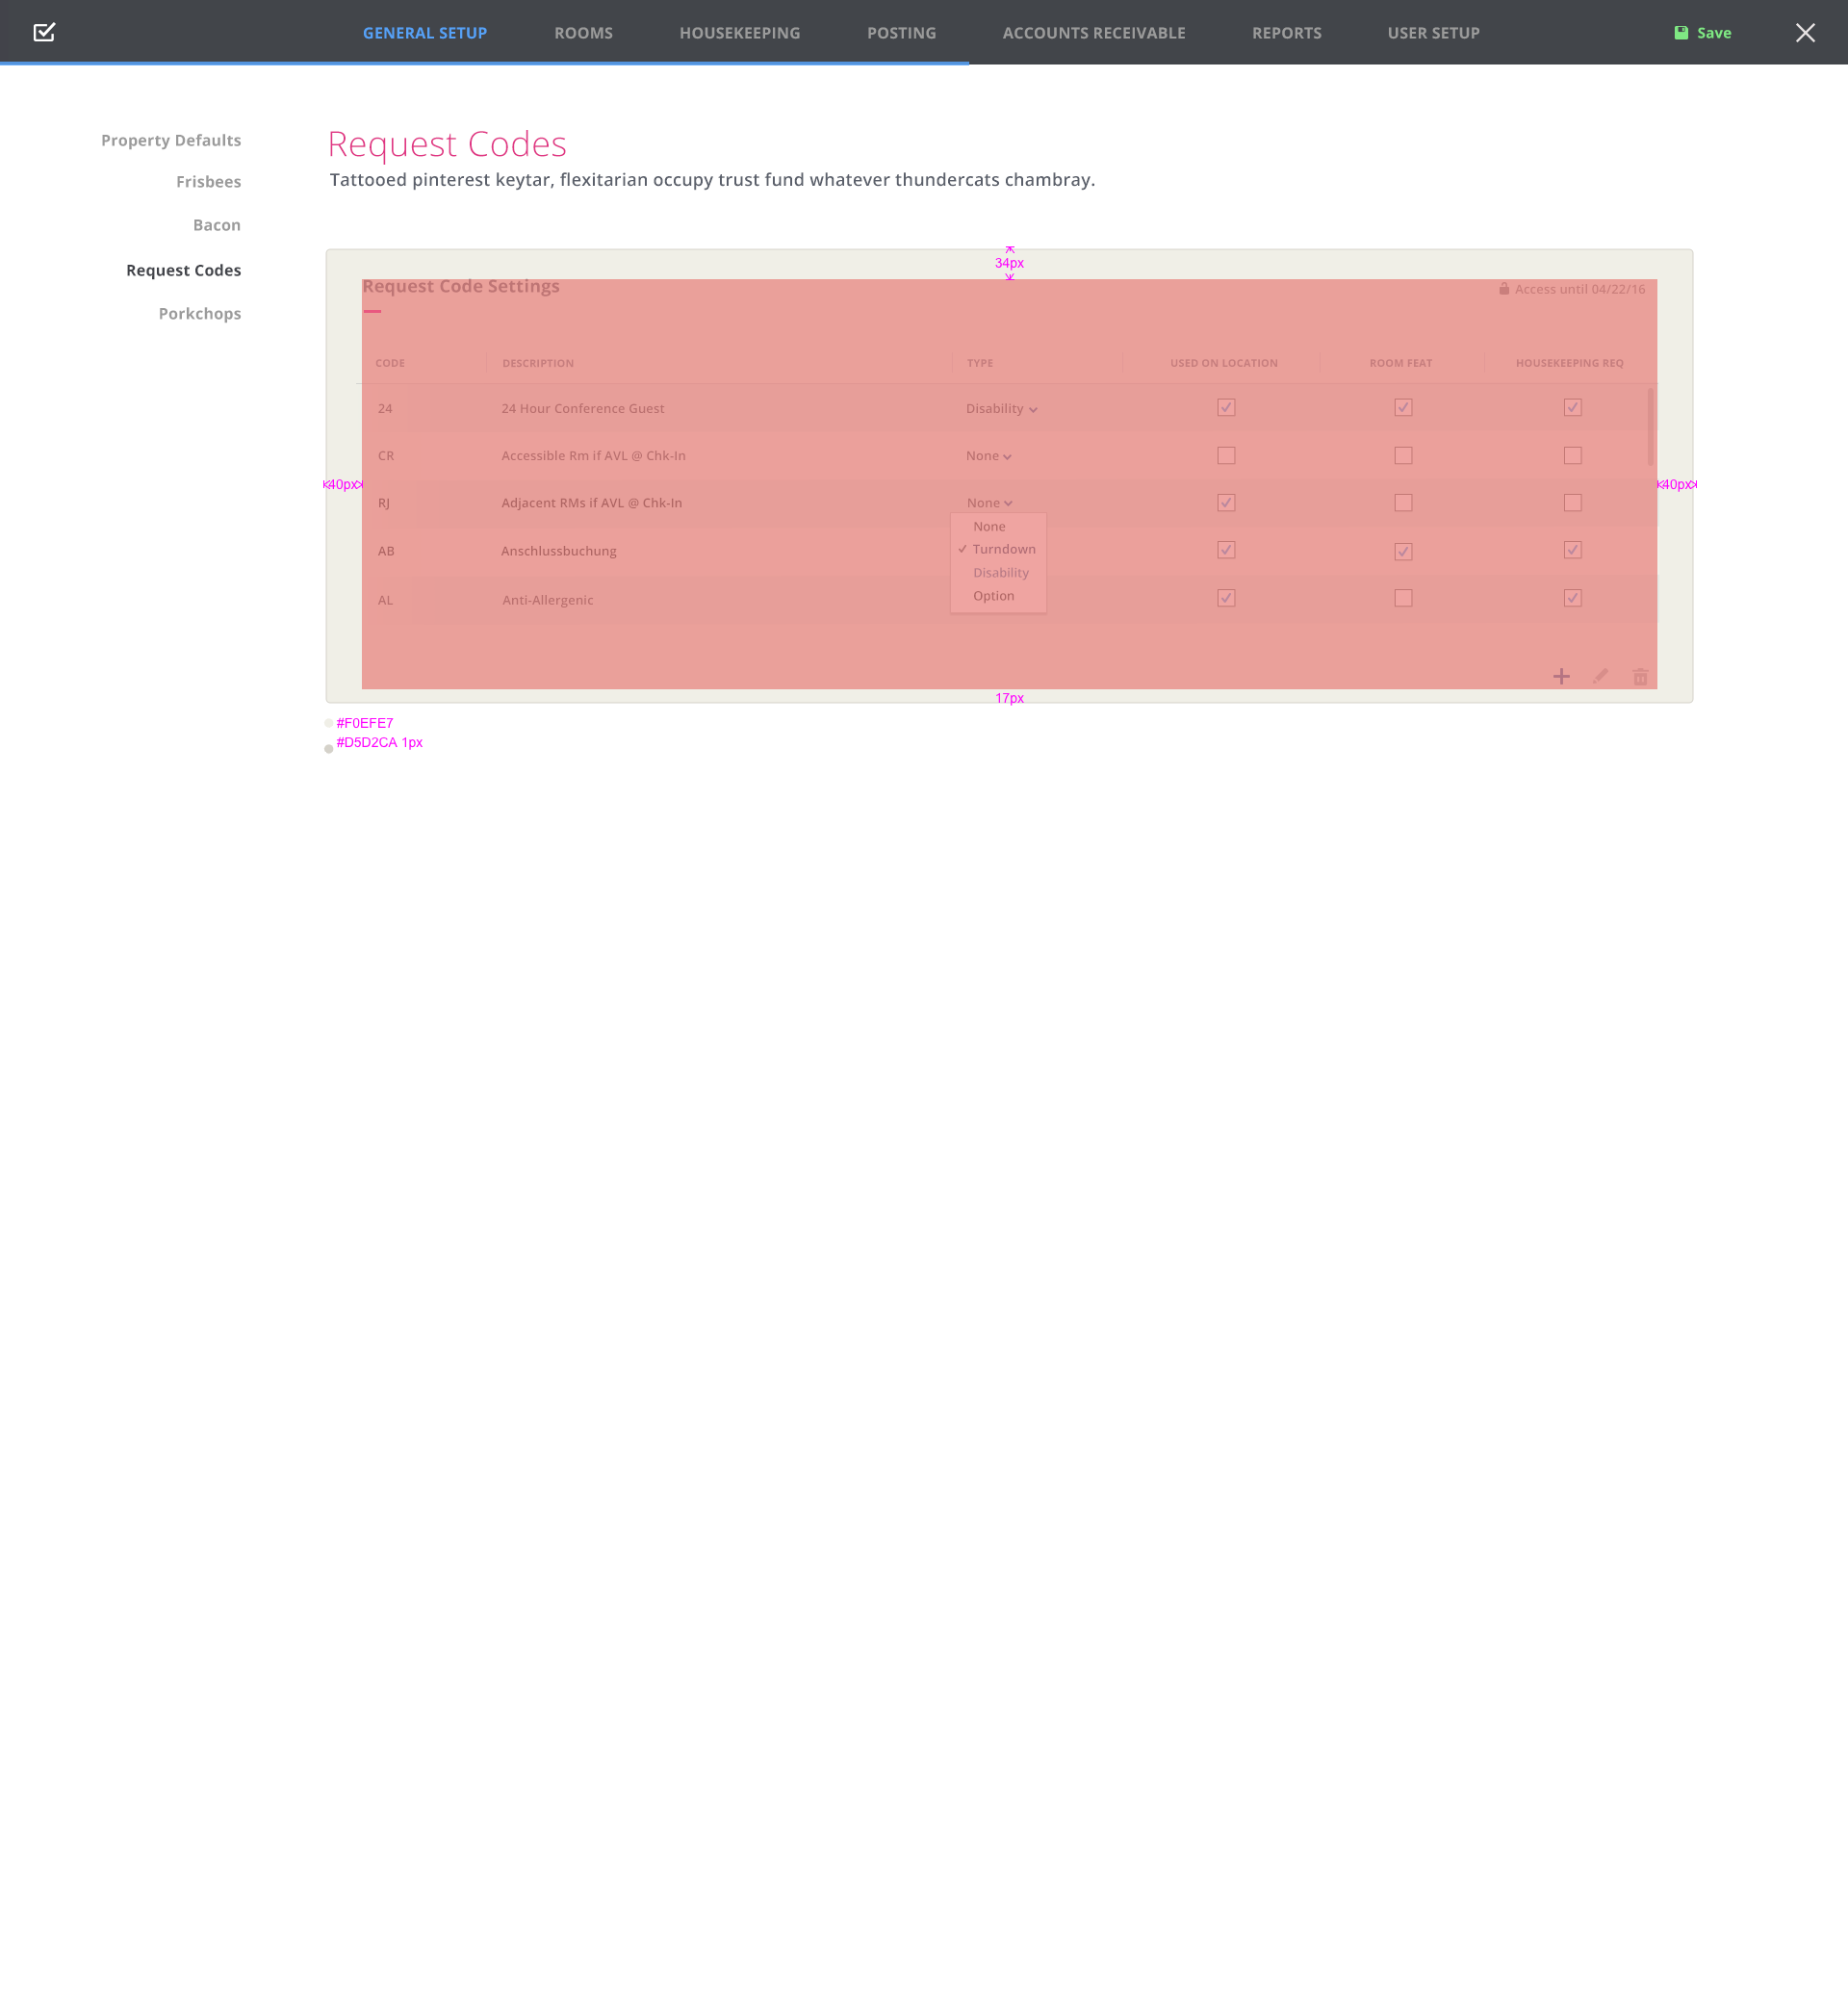 GENERAL SETUP ROOMS HOUSEKEEPING POSTING ACCOUNTS RECEIVABLE REPORTS USER SETUP Save
Property Defaults
Frisbees
Bacon
Request Codes
Porkchops
Request Codes
Tattooed pinterest keytar, flexitarian occupy trust fund whatever thundercats chambray.
34px
Request Code Settings Access until 04/22/16
CODE DESCRIPTION TYPE USED ON LOCATION ROOM FEAT HOUSEKEEPING REQ
24 24 Hour Conference Guest Disability
CR Accessible Rm if AVL @ Chk-In None
40px 40px
RJ Adjacent RMs if AVL @ Chk-In None
None
AB Anschlussbuchung Turndown
Disability
AL Anti-Allergenic Option
17px
#F0EFE7
#D5D2CA 1px